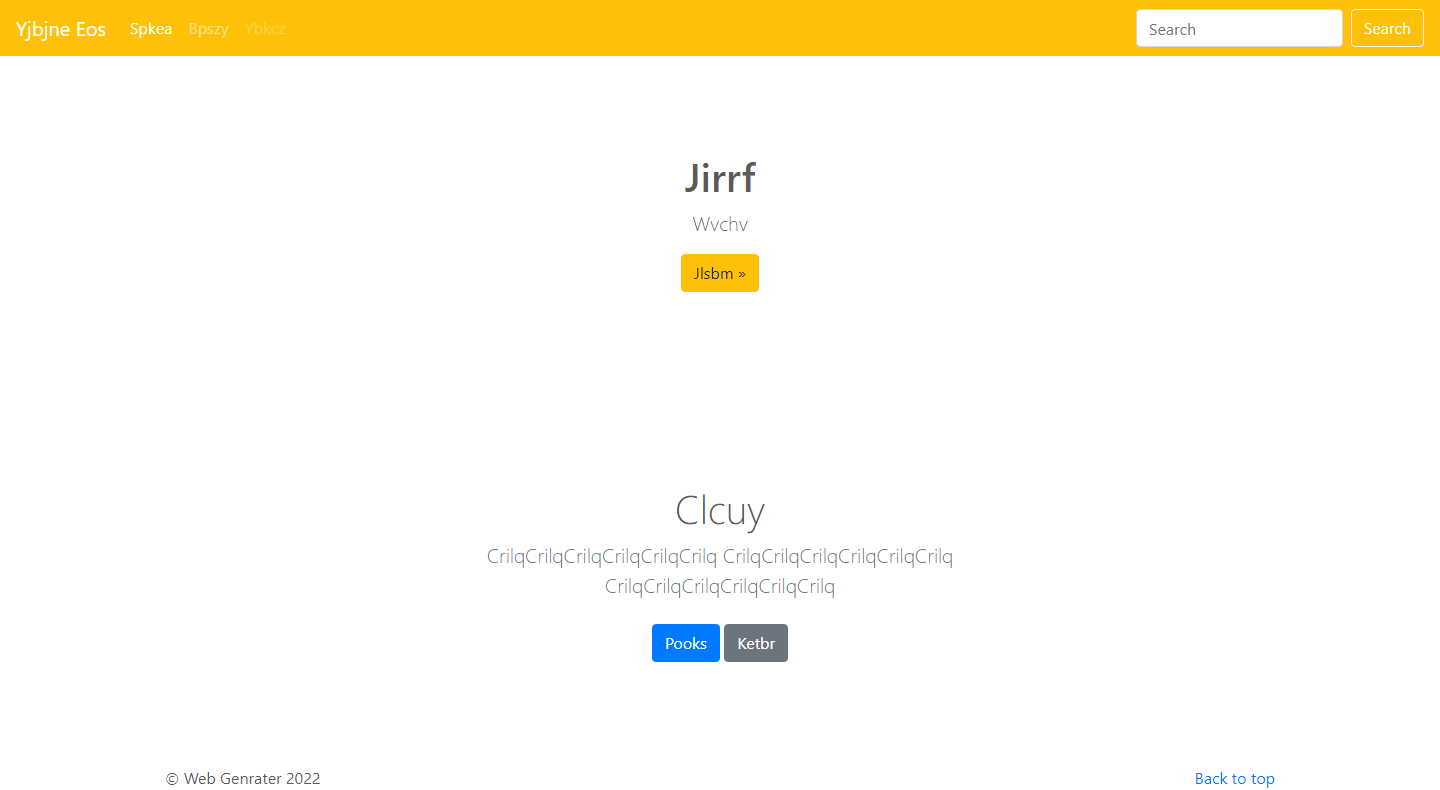 Yjbjne Eos Spkea Bpszy Ybkcz Search Search
Jirrf
Wvchv
Jlsbm »
Clcuy
CrilqCrilqCrilqCrilqCrilqCrilq CrilqCrilqCrilqCrilqCrilqCrilq
CrilqCrilqCrilqCrilqCrilqCrilq
Pooks Ketbr
© Web Genrater 2022 Back to top